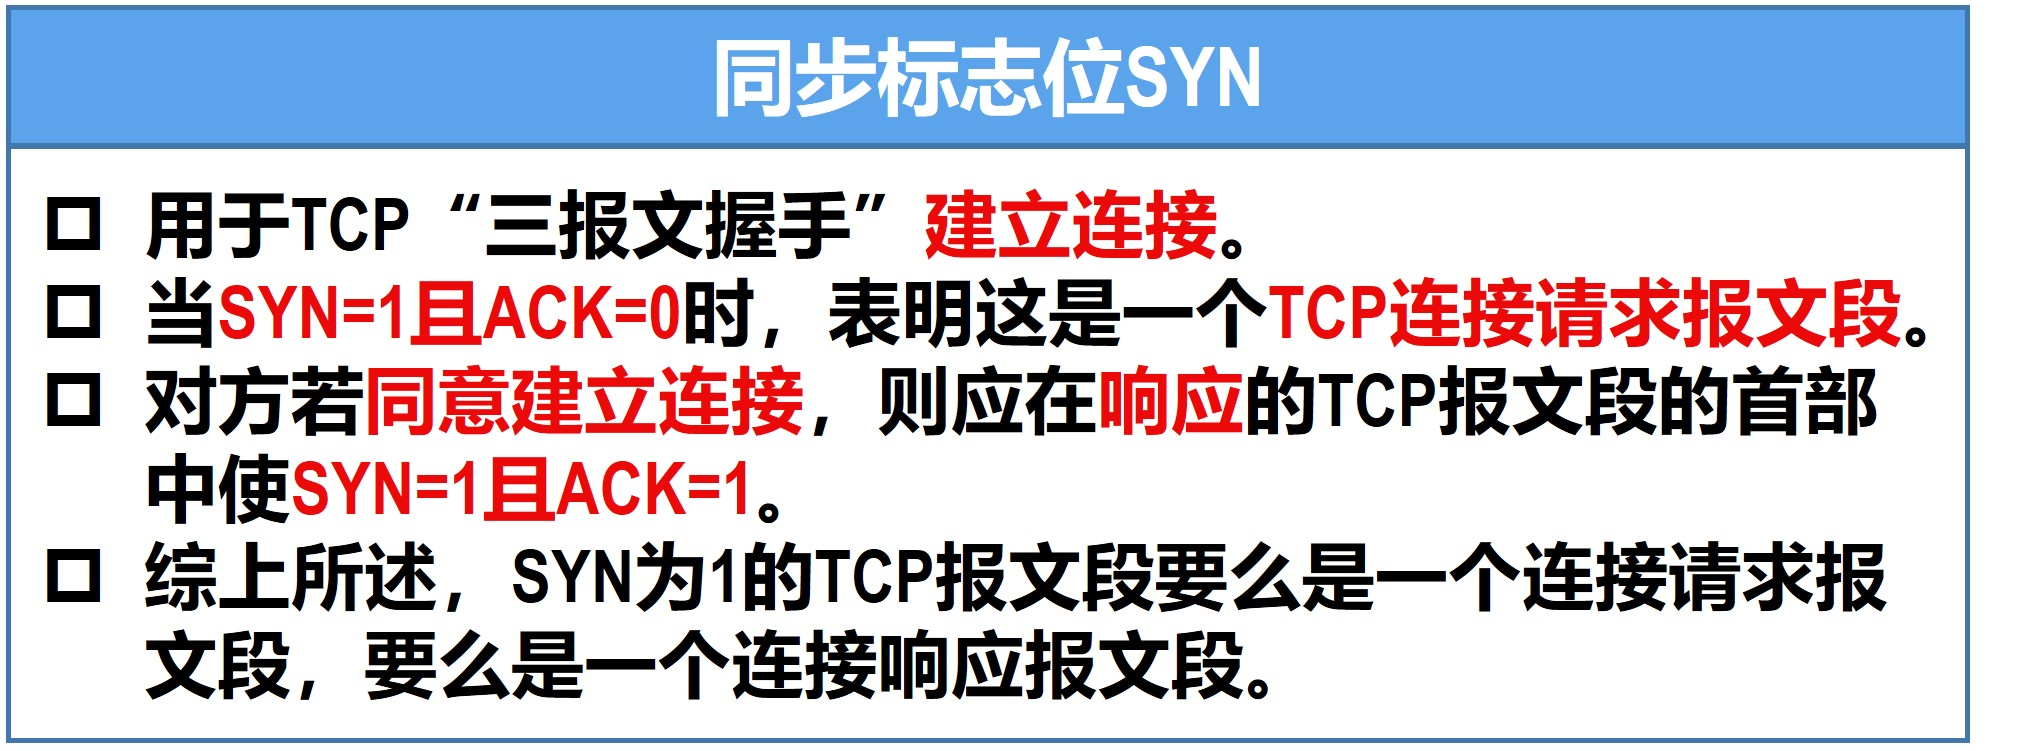 同步标志位SYN
用于TCP“三报文握手”建立连接。
当SYN=1且ACK=0时，表明这是一个TCP连接请求报文段。
对方若同意建立连接，则应在响应的TCP报文段的首部
中使SYN=1且ACK=1。
综上所述，SYN为1的TCP报文段要么是一个连接请求报
文段，要么是一个连接响应报文段。